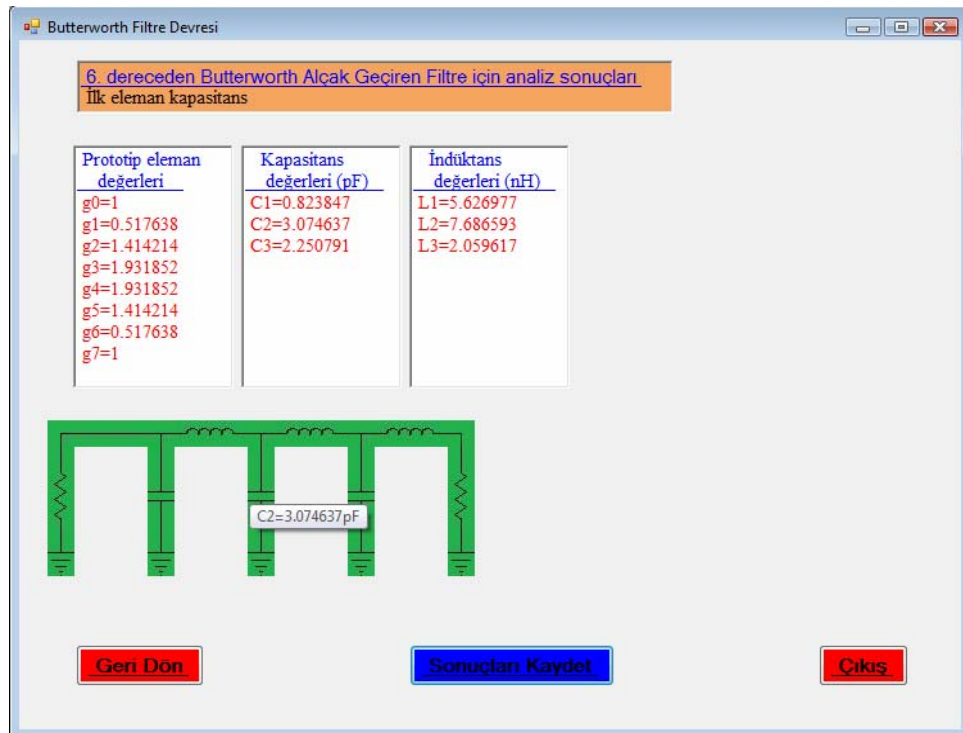 Butterworth Filtre Devresi
6. dereceden Butterworth Alçak Geçiren Filtre için analiz sonuçları
İlk eleman kapasitans
Prototip eleman
değerleri
g0=1
g1=0.517638
g2=1.414214
g3=1.931852
g4=1.931852
g5=1.414214
g6=0.517638
g7=1
Kapasitans
değerleri (pF)
C1=0.823847
C2=3.074637
C3=2.250791
İndüktans
değerleri (nH)
L1=5.626977
L2=7.686593
L3=2.059617
C2=3.074637pF
Geri Dön
Sonuçları Kaydet
Çıkış